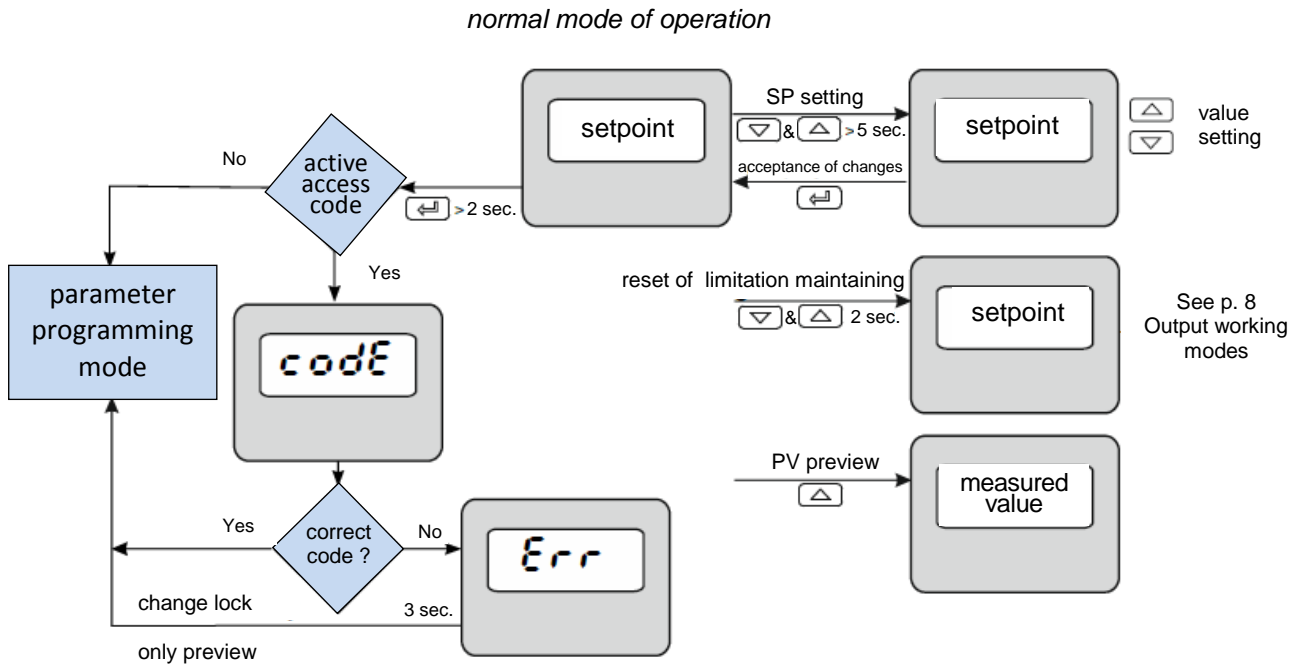 normal mode of operation
setpoint
SP setting
& >5 sec.
acceptance of changes
setpoint
value
setting
No
active
access
code
>2 sec.
Yes
parameter
programming
mode
codE
reset of limitation maintaining
& 2 sec.
setpoint
See p. 8
Output working
modes
PV preview
measured
value
Yes
correct
code ?
No
Err
change lock
3 sec.
only preview